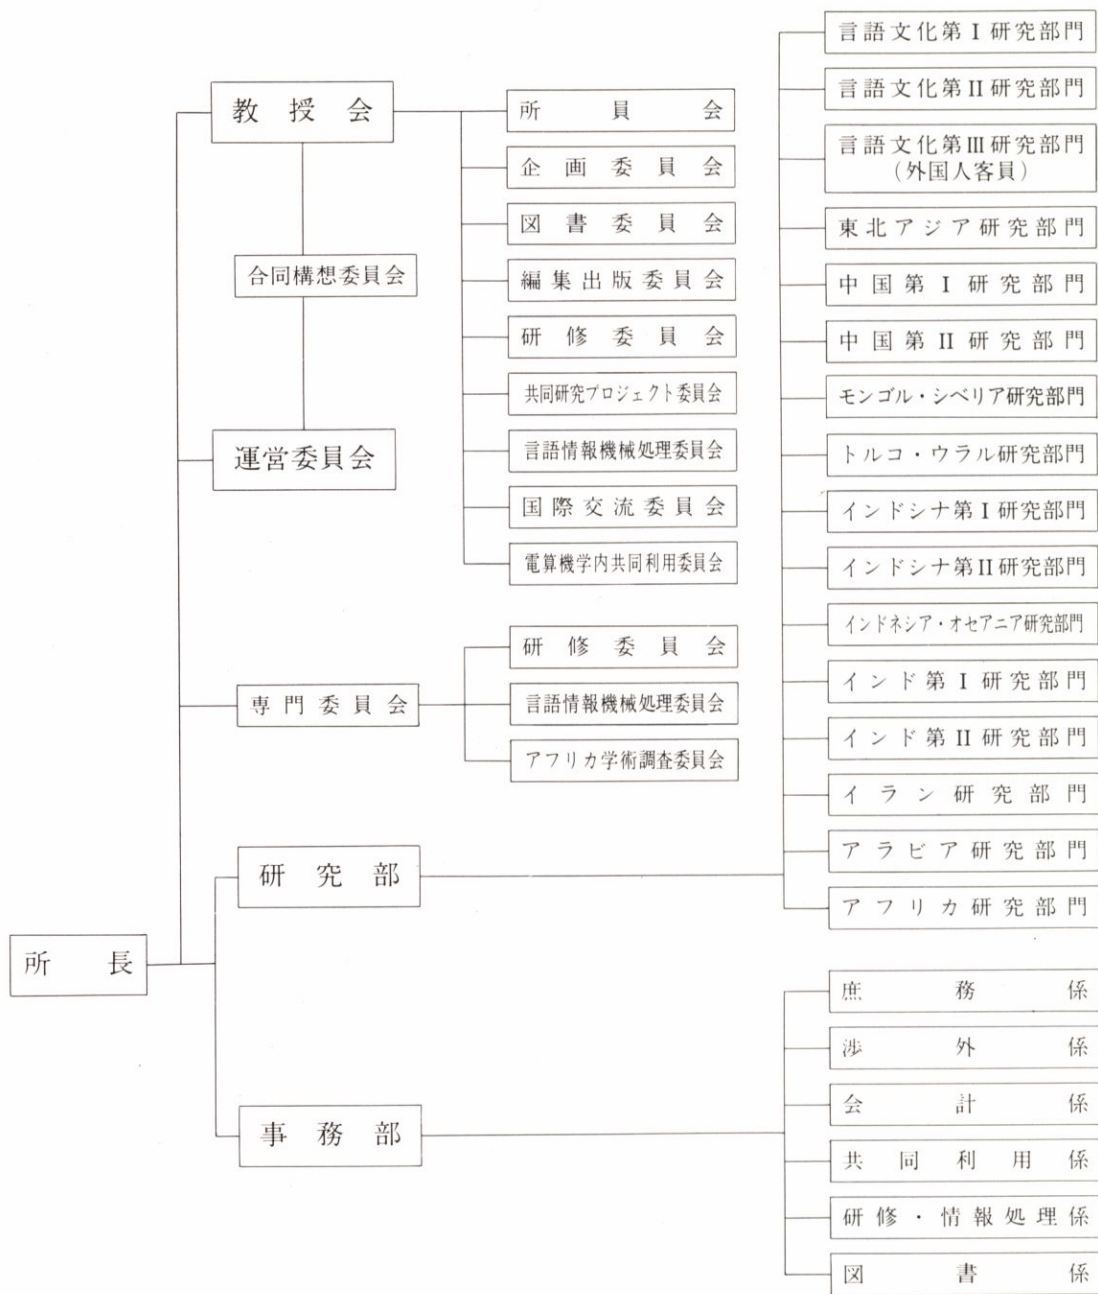 所長
教授会
合同構想委員会
運営委員会
専門委員会
研究部
事務部
所員会
企画委員会
図書委員会
編集出版委員会
研修委員会
共同研究プロジェクト委員会
言語情報機械処理委員会
国際交流委員会
電算機学内共同利用委員会
研修委員会
言語情報機械処理委員会
アフリカ学術調査委員会
言語文化第Ⅰ研究部門
言語文化第Ⅱ研究部門
言語文化第Ⅲ研究部門
(外国人客員)
東北アジア研究部門
中国第Ⅰ研究部門
中国第Ⅱ研究部門
モンゴル・シベリア研究部門
トルコ・ウラル研究部門
インドシナ第Ⅰ研究部門
インドシナ第Ⅱ研究部門
インドネシア・オセアニア研究部門
インド第Ⅰ研究部門
インド第Ⅱ研究部門
イラン研究部門
アラビア研究部門
アフリカ研究部門
庶務係
渉外係
会計係
共同利用係
研修・情報処理係
図書係